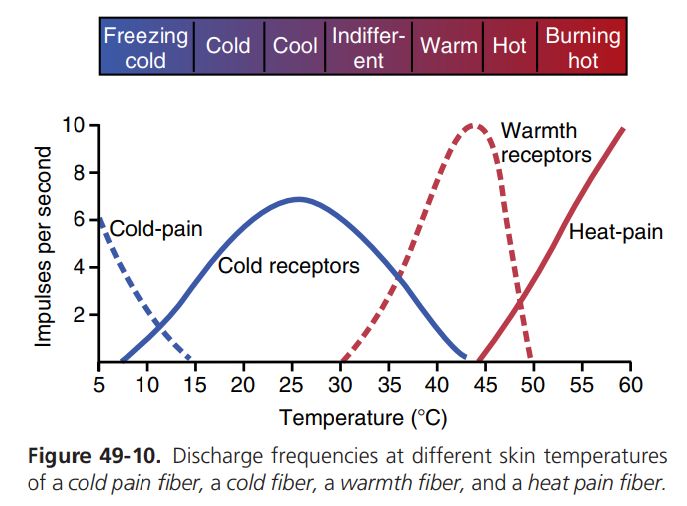 Freezing cold Cold Cool Indiffer-ent Warm Hot Burning hot
Impulses per second
10
8
6
4
2
Cold-pain
Cold receptors
Warmth
receptors
Heat-pain
5 10 15 20 25 30 35 40 45 50 55 60
Temperature (°C)
Figure 49-10. Discharge frequencies at different skin temperatures
of a cold pain fiber, a cold fiber, a warmth fiber, and a heat pain fiber.